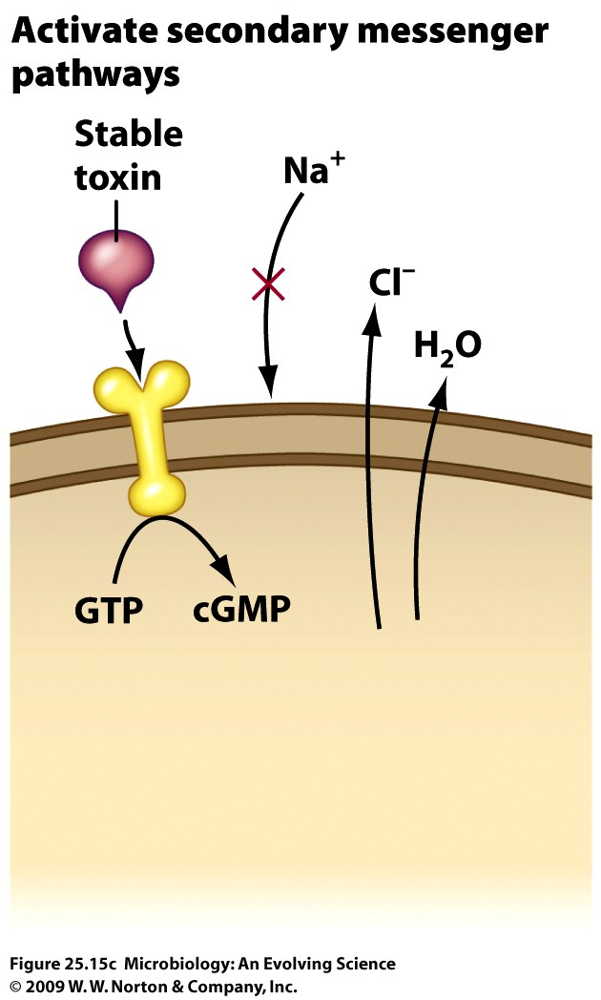 Activate secondary messenger
pathways
Stable
toxin
Na⁺
Cl⁻
H₂O
GTP
cGMP
Figure 25.15c Microbiology: An Evolving Science
© 2009 W. W. Norton & Company, Inc.